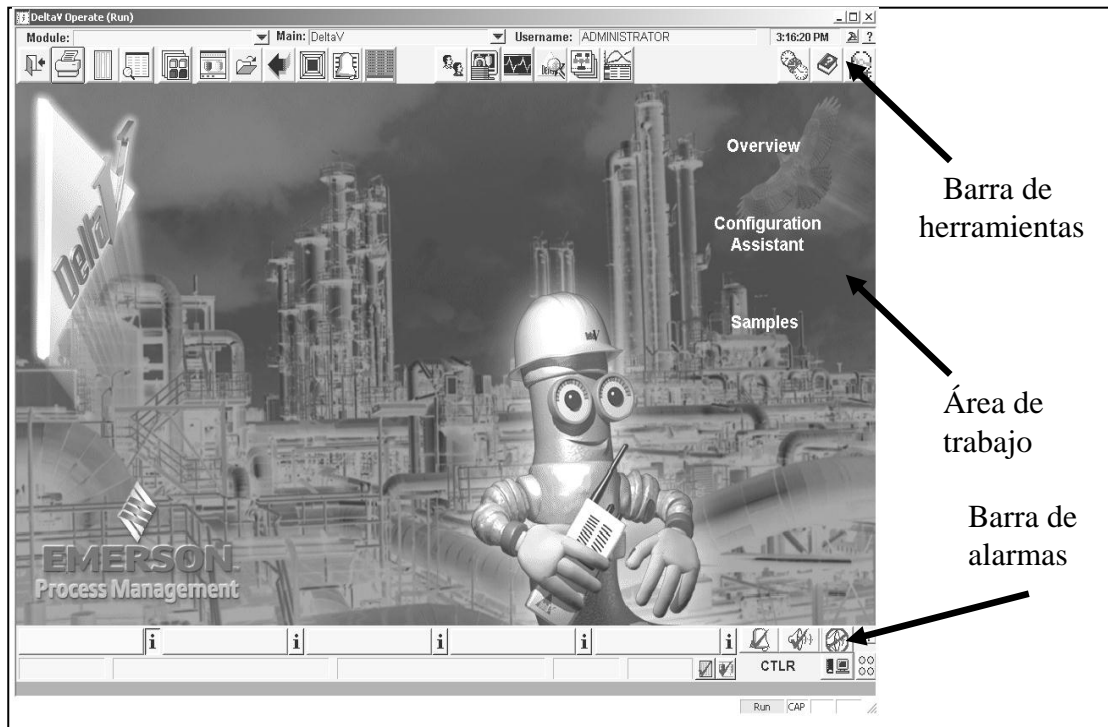 DeltaV Operate (Run)
Module: Main: DeltaV Username: ADMINISTRATOR 3:16:20 PM ?
Overview
Barra de
herramientas
Configuration
Assistant
DeltaV
Samples
Área de
trabajo
Barra de
alarmas
EMERSON
Process Management
i i i i i
CTLR
Run CAP